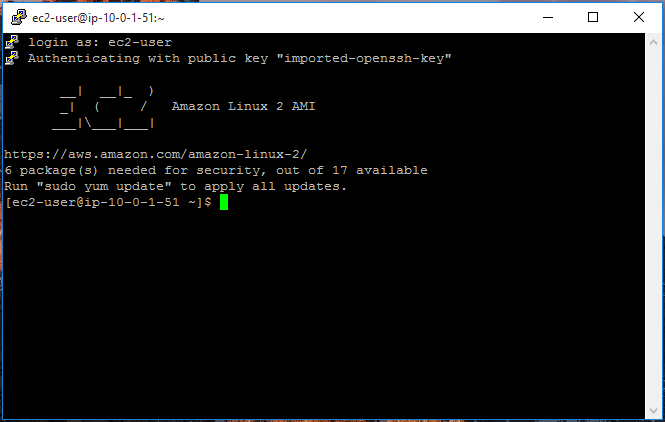 ec2-user@ip-10-0-1-51:~
login as: ec2-user
Authenticating with public key "imported-openssh-key"
       __|  __|_  )
       _|  (     /   Amazon Linux 2 AMI
      ___|\___|___|
https://aws.amazon.com/amazon-linux-2/
6 package(s) needed for security, out of 17 available
Run "sudo yum update" to apply all updates.
[ec2-user@ip-10-0-1-51 ~]$